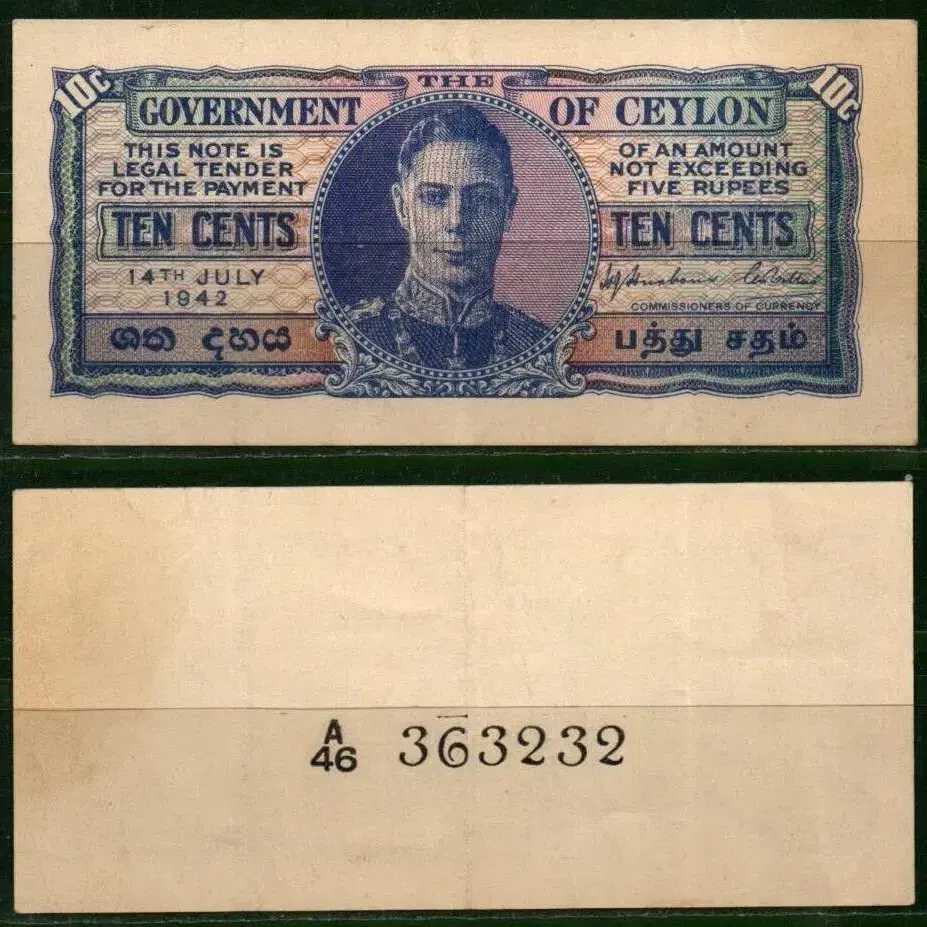 10c
THE
10c
GOVERNMENT OF CEYLON
THIS NOTE IS
LEGAL TENDER
FOR THE PAYMENT
OF AN AMOUNT
NOT EXCEEDING
FIVE RUPEES
TEN CENTS
TEN CENTS
14TH JULY
1942
COMMISSIONERS OF CURRENCY
ශත දහය
பத்து சதம்
A
46 363232